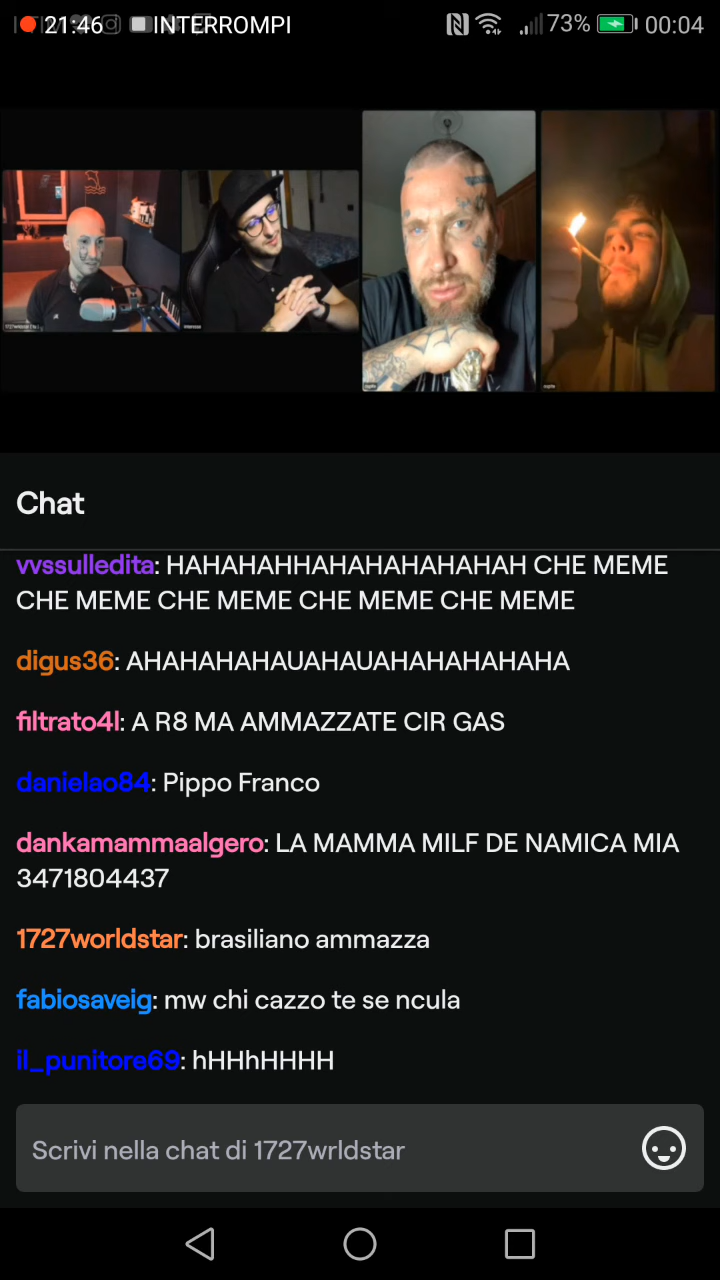 21:46 INTERROMPI 73% 00:04
Chat
vvssulledita: HAHAHAHHAHAHAHAHAHAH CHE MEME
CHE MEME CHE MEME CHE MEME CHE MEME
digus36: AHAHAHAHAUAHAUAHAHAHAHAHA
filtrato4l: A R8 MA AMMAZZATE CIR GAS
danielao84: Pippo Franco
dankamammaalgero: LA MAMMA MILF DE NAMICA MIA
3471804437
1727worldstar: brasiliano ammazza
fabiosaveig: mw chi cazzo te se ncula
il_punitore69: hHHhHHHH
Scrivi nella chat di 1727wrldstar